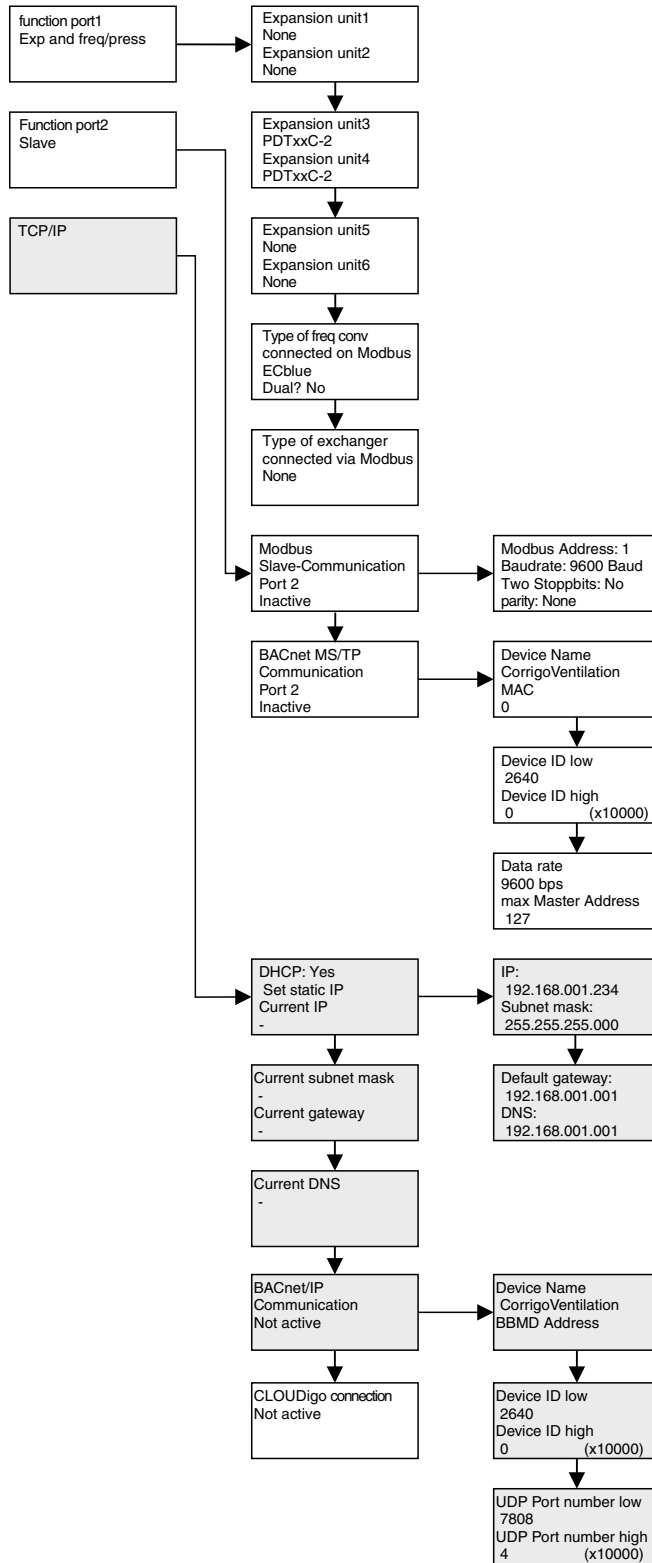 function port1
Exp and freq/press
Expansion unit1
None
Expansion unit2
None
Function port2
Slave
Expansion unit3
PDTxxC-2
Expansion unit4
PDTxxC-2
TCP/IP
Expansion unit5
None
Expansion unit6
None
Type of freq conv
connected on Modbus
ECblue
Dual? No
Type of exchanger
connected via Modbus
None
Modbus
Slave-Communication
Port 2
Inactive
Modbus Address: 1
Baudrate: 9600 Baud
Two Stoppbits: No
parity: None
BACnet MS/TP
Communication
Port 2
Inactive
Device Name
CorrigoVentilation
MAC
0
Device ID low
2640
Device ID high
0 (x10000)
Data rate
9600 bps
max Master Address
127
DHCP: Yes
Set static IP
Current IP
-
IP:
192.168.001.234
Subnet mask:
255.255.255.000
Current subnet mask
-
Current gateway
-
Default gateway:
192.168.001.001
DNS:
192.168.001.001
Current DNS
-
BACnet/IP
Communication
Not active
Device Name
CorrigoVentilation
BBMD Address
CLOUDigo connection
Not active
Device ID low
2640
Device ID high
0 (x10000)
UDP Port number low
7808
UDP Port number high
4 (x10000)